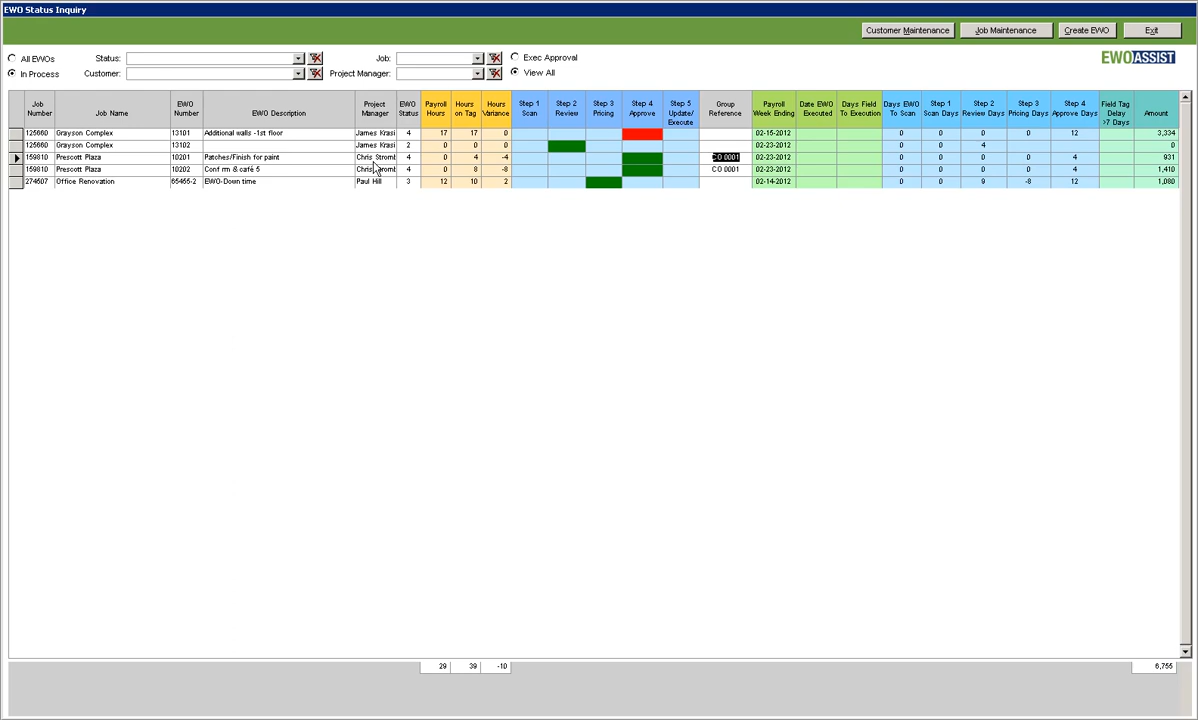 EWO Status Inquiry
Customer Maintenance Job Maintenance Create EWO Exit
All EWOs Status: Job: Exec Approval
In Process Customer: Project Manager: View All
EWOASSIST
Job Number Job Name EWO Number EWO Description Project Manager EWO Status Payroll Hours Hours on Tag Hours Variance Step 1 Scan Step 2 Review Step 3 Pricing Step 4 Approve Step 5 Update/ Execute Group Reference Payroll Week Ending Date EWO Executed Days Field To Execution Days EWO To Scan Step 1 Scan Days Step 2 Review Days Step 3 Pricing Days Step 4 Approve Days Field Tag Delay >7 Days Amount
125660 Grayson Complex 13101 Additional walls -1st floor James Krasi 4 17 17 0 02-15-2012 0 0 0 0 12 3,334
125660 Grayson Complex 13102 James Krasi 2 0 0 0 02-23-2012 0 0 4 0
159810 Prescott Plaza 10201 Patches/Finish for paint Chris Stromb 4 0 4 -4 CO 0001 02-23-2012 0 0 0 0 4 931
159810 Prescott Plaza 10202 Conf rm & café 5 Chris Stromb 4 0 8 -8 CO 0001 02-23-2012 0 0 0 0 4 1,410
274507 Office Renovation 65465-2 EWO-Down time Paul Hill 3 12 10 2 02-14-2012 0 0 9 -8 12 1,080
29 39 -10 6,755